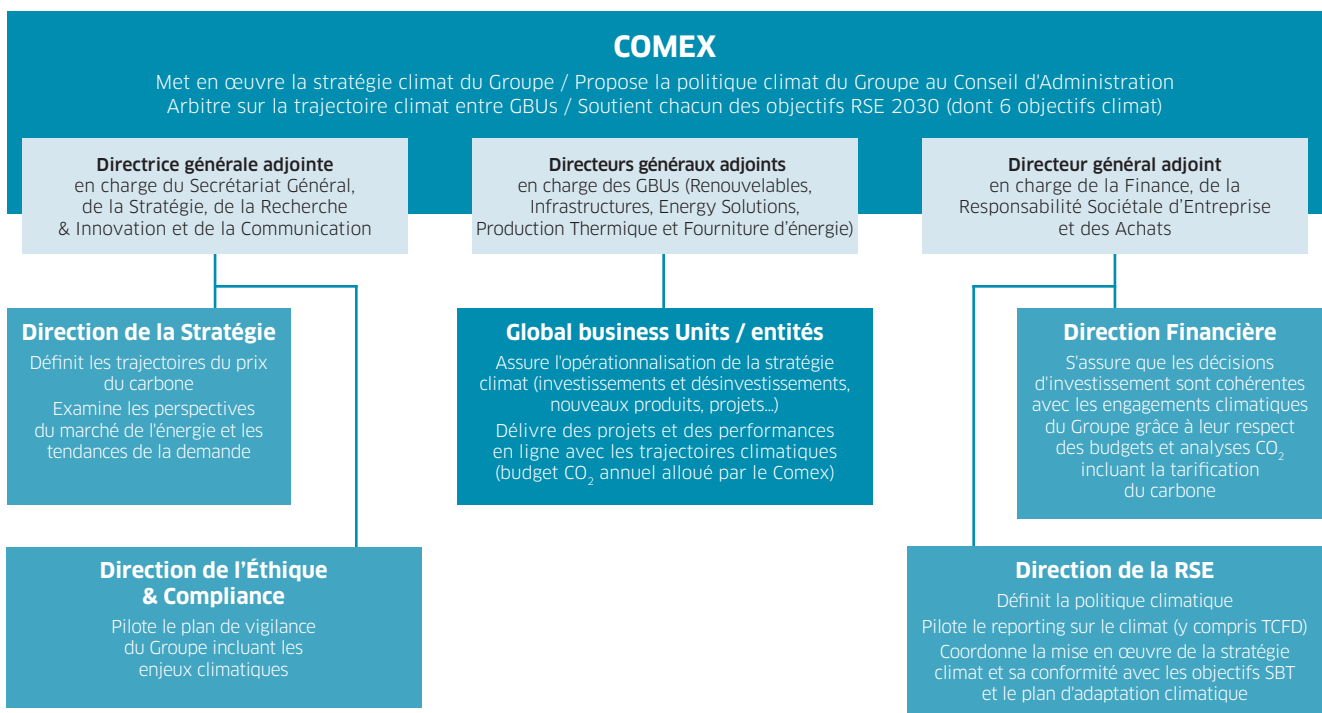 COMEX
Met en œuvre la stratégie climat du Groupe / Propose la politique climat du Groupe au Conseil d'Administration
Arbitre sur la trajectoire climat entre GBUs / Soutient chacun des objectifs RSE 2030 (dont 6 objectifs climat)
Directrice générale adjointe
en charge du Secrétariat Général,
de la Stratégie, de la Recherche
& Innovation et de la Communication
Directeurs généraux adjoints
en charge des GBUs (Renouvelables,
Infrastructures, Energy Solutions,
Production Thermique et Fourniture d'énergie)
Directeur général adjoint
en charge de la Finance, de la
Responsabilité Sociétale d'Entreprise
et des Achats
Direction de la Stratégie
Définit les trajectoires du prix
du carbone
Examine les perspectives
du marché de l'énergie et les
tendances de la demande
Global business Units / entités
Assure l'opérationnalisation de la stratégie
climat (investissements et désinvestissements,
nouveaux produits, projets...)
Délivre des projets et des performances
en ligne avec les trajectoires climatiques
(budget CO₂ annuel alloué par le Comex)
Direction Financière
S'assure que les décisions
d'investissement sont cohérentes
avec les engagements climatiques
du Groupe grâce à leur respect
des budgets et analyses CO₂
incluant la tarification
du carbone
Direction de l'Éthique
& Compliance
Pilote le plan de vigilance
du Groupe incluant les
enjeux climatiques
Direction de la RSE
Définit la politique climatique
Pilote le reporting sur le climat (y compris TCFD)
Coordonne la mise en œuvre de la stratégie
climat et sa conformité avec les objectifs SBT
et le plan d'adaptation climatique